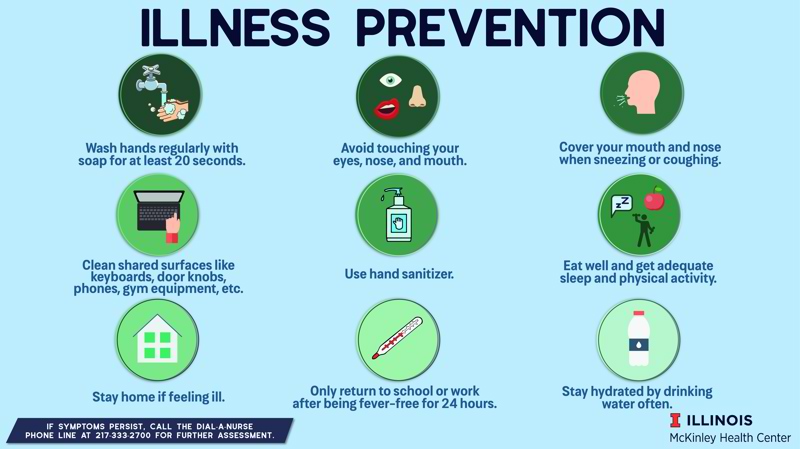 ILLNESS PREVENTION
Wash hands regularly with
soap for at least 20 seconds.
Avoid touching your
eyes, nose, and mouth.
Cover your mouth and nose
when sneezing or coughing.
Clean shared surfaces like
keyboards, door knobs,
phones, gym equipment, etc.
Use hand sanitizer.
zZ
Eat well and get adequate
sleep and physical activity.
Stay home if feeling ill.
Only return to school or work
after being fever-free for 24 hours.
Stay hydrated by drinking
water often.
IF SYMPTOMS PERSIST, CALL THE DIAL-A-NURSE
PHONE LINE AT 217-333-2700 FOR FURTHER ASSESSMENT.
I ILLINOIS
McKinley Health Center